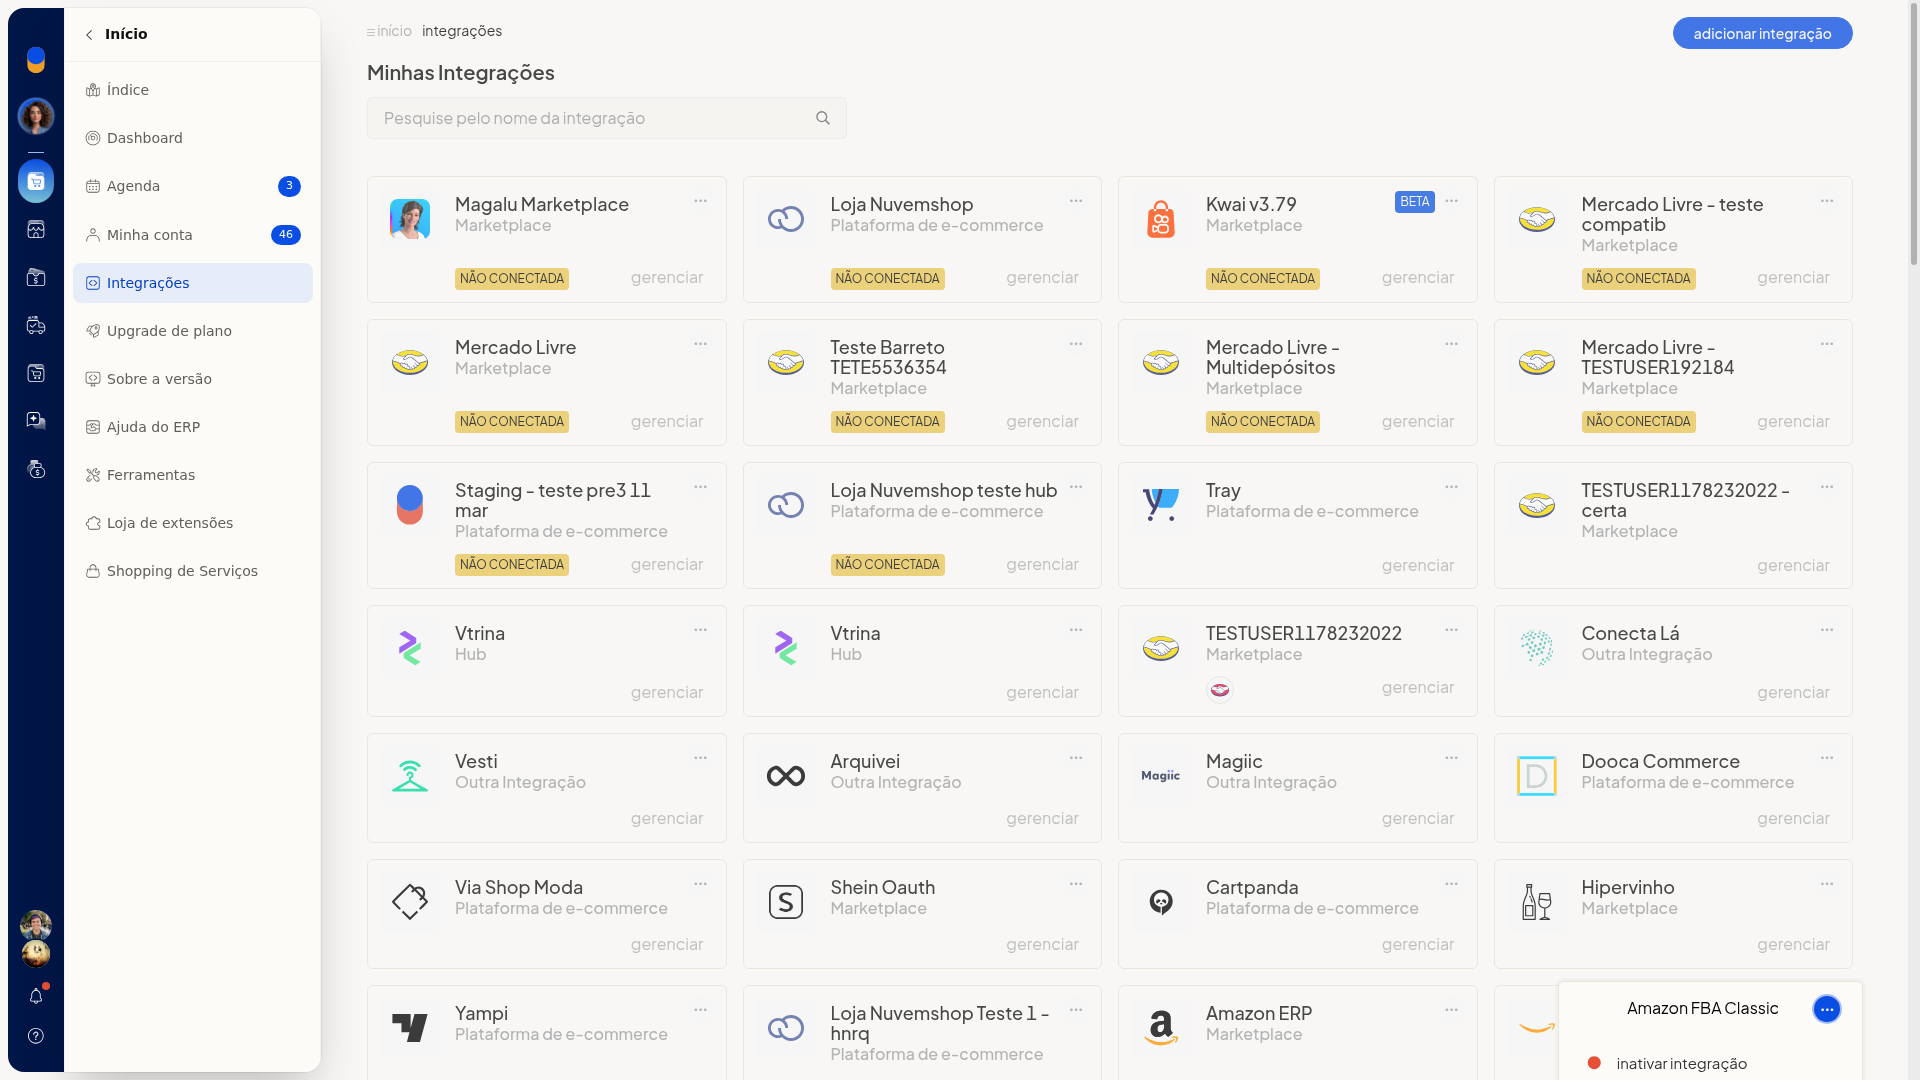 Início
Índice
Dashboard
Agenda
3
Minha conta
46
Integrações
Upgrade de plano
Sobre a versão
Ajuda do ERP
Ferramentas
Loja de extensões
Shopping de Serviços
início integrações
adicionar integração
Minhas Integrações
Pesquise pelo nome da integração
Magalu Marketplace
Marketplace
NÃO CONECTADA
gerenciar
Loja Nuvemshop
Plataforma de e-commerce
NÃO CONECTADA
gerenciar
Kwai v3.79
BETA
Marketplace
NÃO CONECTADA
gerenciar
Mercado Livre - teste
compatib
Marketplace
NÃO CONECTADA
gerenciar
Mercado Livre
Marketplace
NÃO CONECTADA
gerenciar
Teste Barreto
TETE5536354
Marketplace
NÃO CONECTADA
gerenciar
Mercado Livre -
Multidepósitos
Marketplace
NÃO CONECTADA
gerenciar
Mercado Livre -
TESTUSER192184
Marketplace
NÃO CONECTADA
gerenciar
Staging - teste pre3 11
mar
Plataforma de e-commerce
NÃO CONECTADA
gerenciar
Loja Nuvemshop teste hub
Plataforma de e-commerce
NÃO CONECTADA
gerenciar
Tray
Plataforma de e-commerce
gerenciar
TESTUSER1178232022 -
certa
Marketplace
gerenciar
Vtrina
Hub
gerenciar
Vtrina
Hub
gerenciar
TESTUSER1178232022
Marketplace
gerenciar
Conecta Lá
Outra Integração
gerenciar
Vesti
Outra Integração
gerenciar
Arquivei
Outra Integração
gerenciar
Magiic
Magiic
Outra Integração
gerenciar
D
Dooca Commerce
Plataforma de e-commerce
gerenciar
Via Shop Moda
Plataforma de e-commerce
gerenciar
S
Shein Oauth
Marketplace
gerenciar
Cartpanda
Plataforma de e-commerce
gerenciar
Hipervinho
Marketplace
gerenciar
Yampi
Plataforma de e-commerce
Loja Nuvemshop Teste 1 -
hnrq
Plataforma de e-commerce
a
Amazon ERP
Marketplace
Amazon FBA Classic
inativar integração